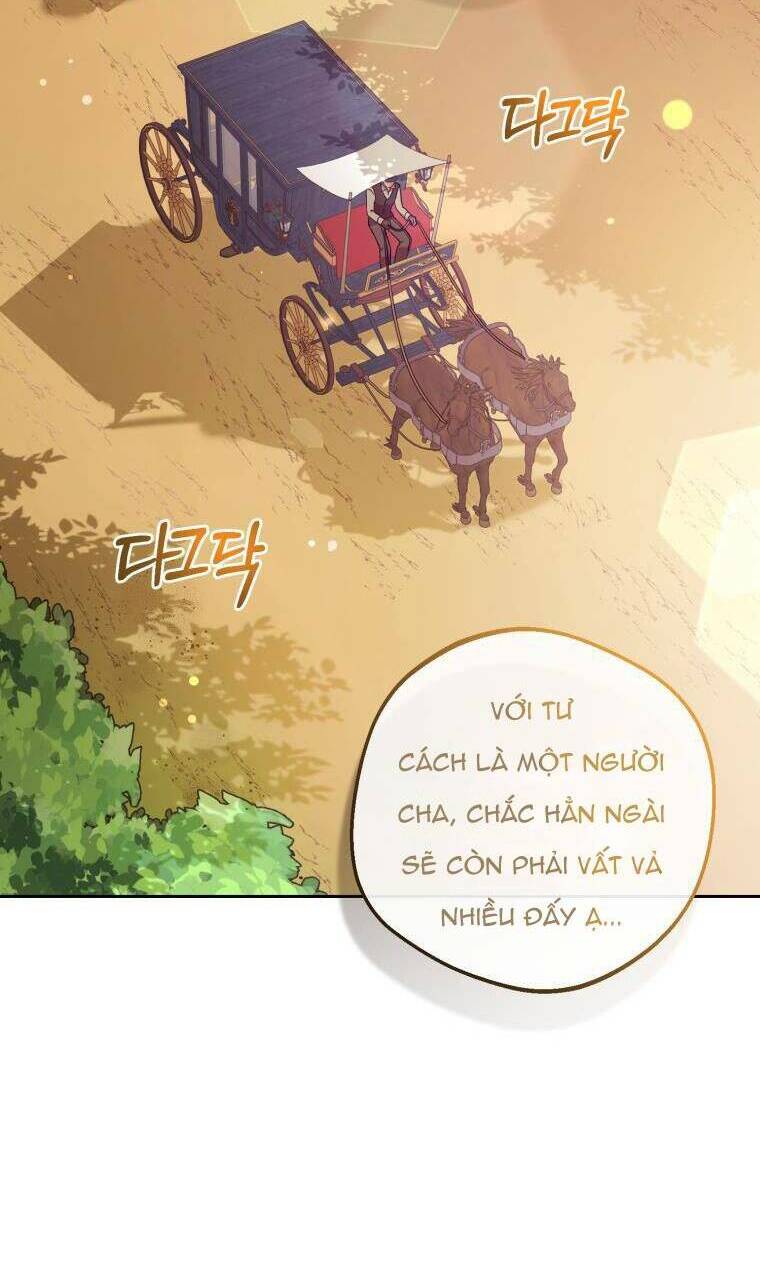 다그닥
다그닥
VỚI TƯ
CÁCH LÀ MỘT NGƯỜI
CHA, CHẮC HẲN NGÀI
SẼ CÒN PHẢI VẤT VẢ
NHIỀU ĐẤY Ạ...